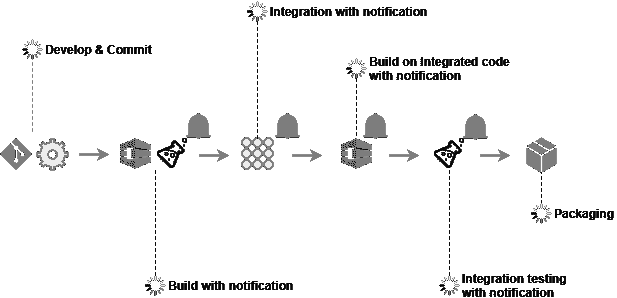 Integration with notification
Develop & Commit
Build on Integrated code
with notification
Packaging
Build with notification
Integration testing
with notification